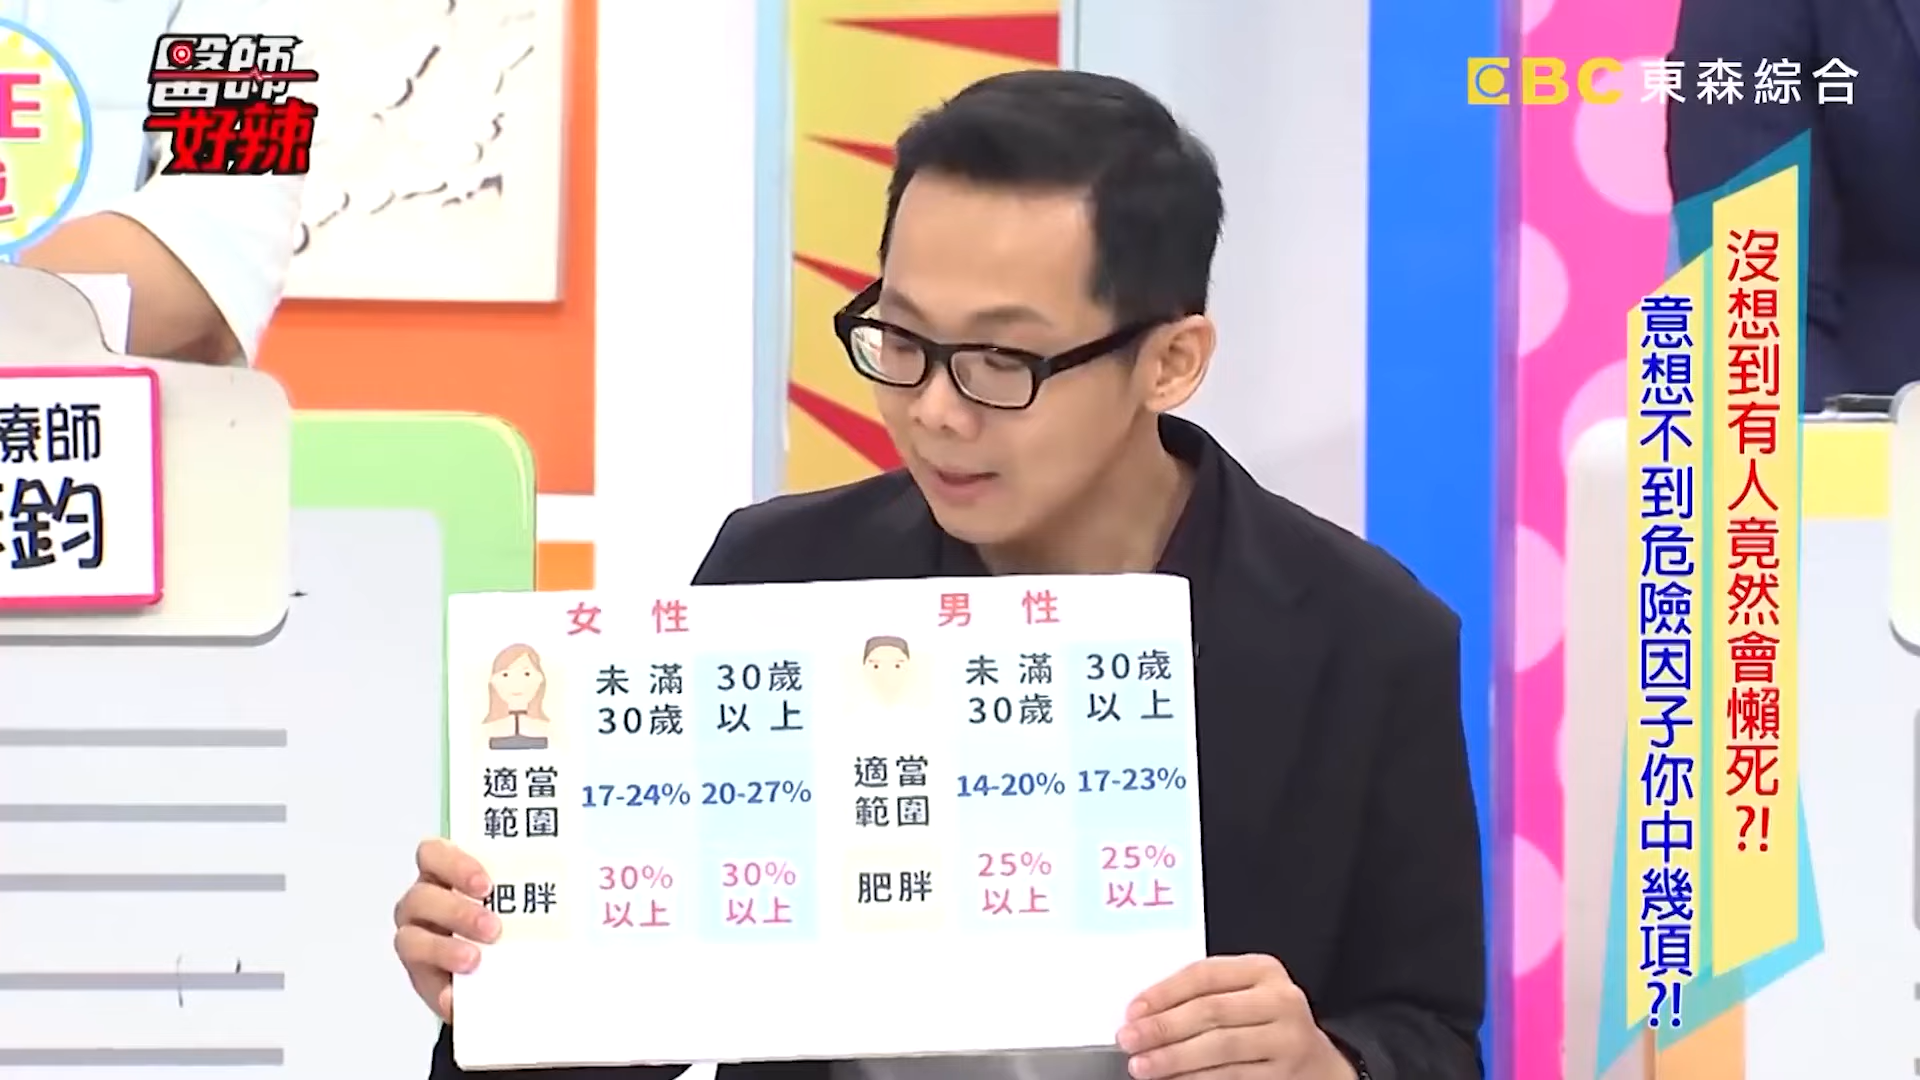 醫師
好辣
EBC 東森綜合
沒想到有人竟然會懶死?!
意想不到危險因子你中幾項?!
療師
鈞
女性
男性
未滿
30歲
30歲
以上
未滿
30歲
30歲
以上
適當
範圍
17-24%
20-27%
適當
範圍
14-20%
17-23%
肥胖
30%
以上
30%
以上
肥胖
25%
以上
25%
以上